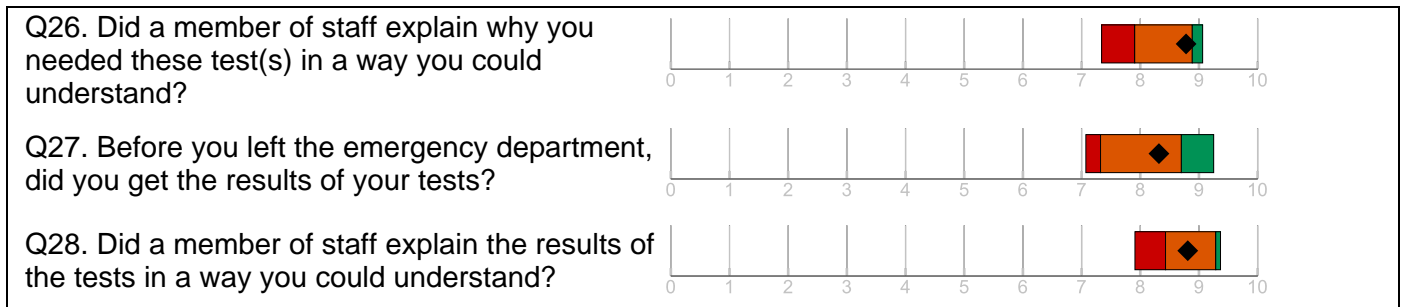 Q26. Did a member of staff explain why you
needed these test(s) in a way you could
understand?
0 1 2 3 4 5 6 7 8 9 10
Q27. Before you left the emergency department,
did you get the results of your tests?
0 1 2 3 4 5 6 7 8 9 10
Q28. Did a member of staff explain the results of
the tests in a way you could understand?
0 1 2 3 4 5 6 7 8 9 10